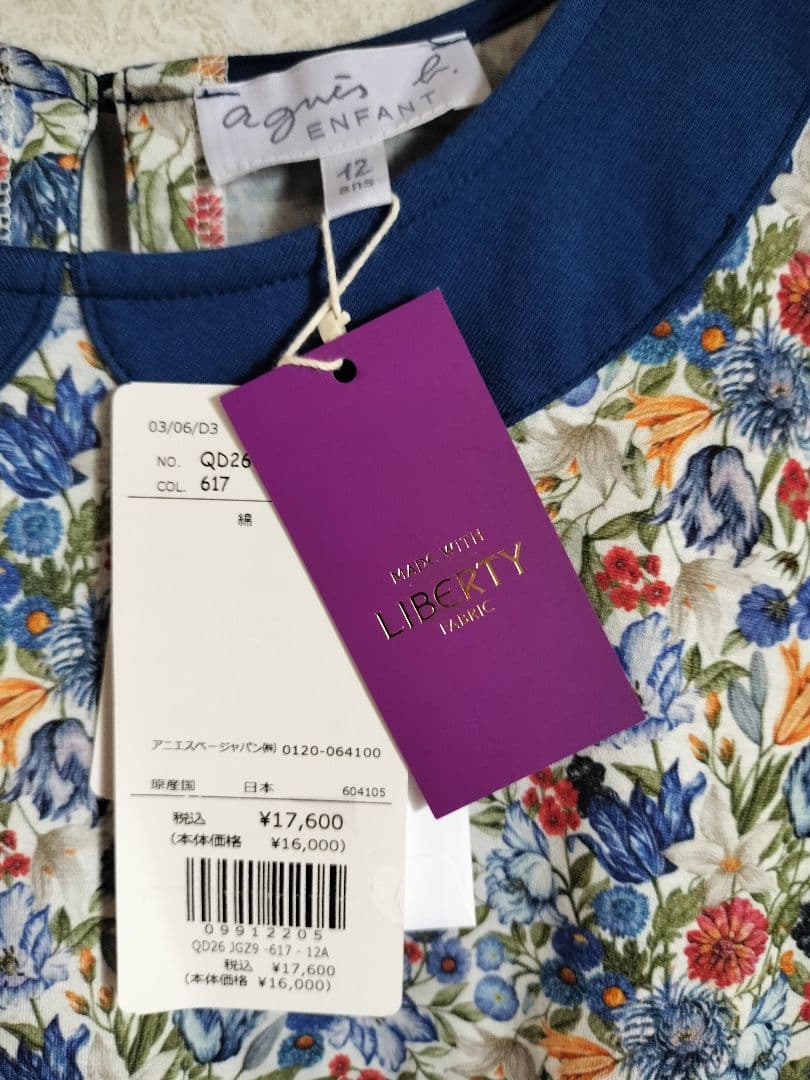 agnès b.
ENFANT
12
ans
03/06/D3
NO. QD26
COL. 617
綿
MADE WITH
LIBERTY
FABRIC
アニエスベージャパン㈱ 0120-064100
原産国 日本 604105
税込 ¥17,600
(本体価格 ¥16,000)
09912205
QD26 JGZ9 -617 - 12A
税込 ¥17,600
(本体価格 ¥16,000)